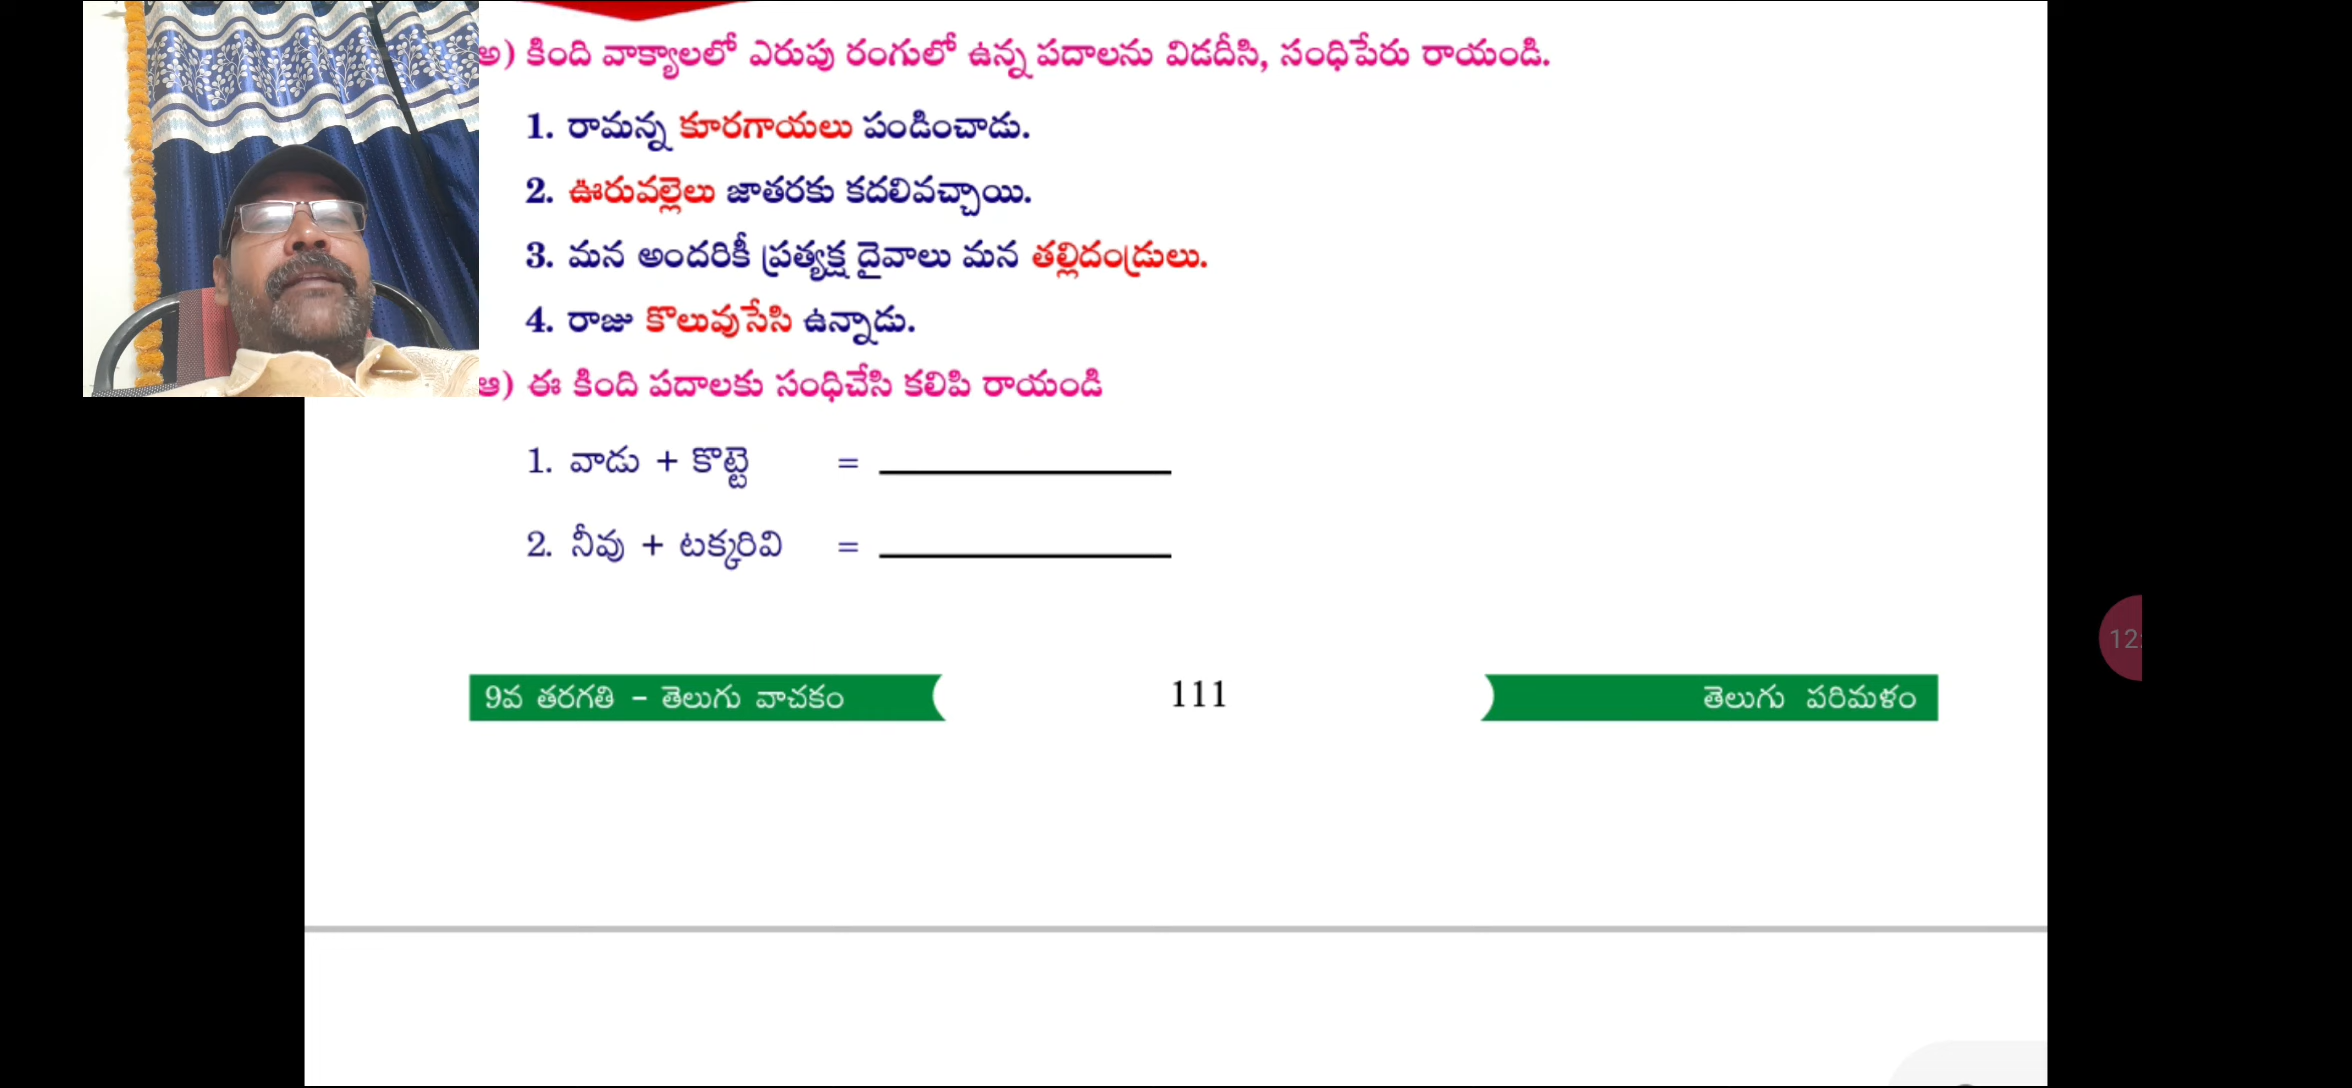 అ) కింది వాక్యాలలో ఎరుపు రంగులో ఉన్న పదాలను విడదీసి, సంధిపేరు రాయండి.
1. రామన్న కూరగాయలు పండించాడు.
2. ఊరువల్లెలు జాతరకు కదలివచ్చాయి.
3. మన అందరికీ ప్రత్యక్ష దైవాలు మన తల్లిదండ్రులు.
4. రాజు కొలువుసేసి ఉన్నాడు.
ఆ) ఈ కింది పదాలకు సంధిచేసి కలిపి రాయండి
1. వాడు + కొట్టె =
2. నీవు + టక్కరివి =
9వ తరగతి - తెలుగు వాచకం 111 తెలుగు పరిమళం